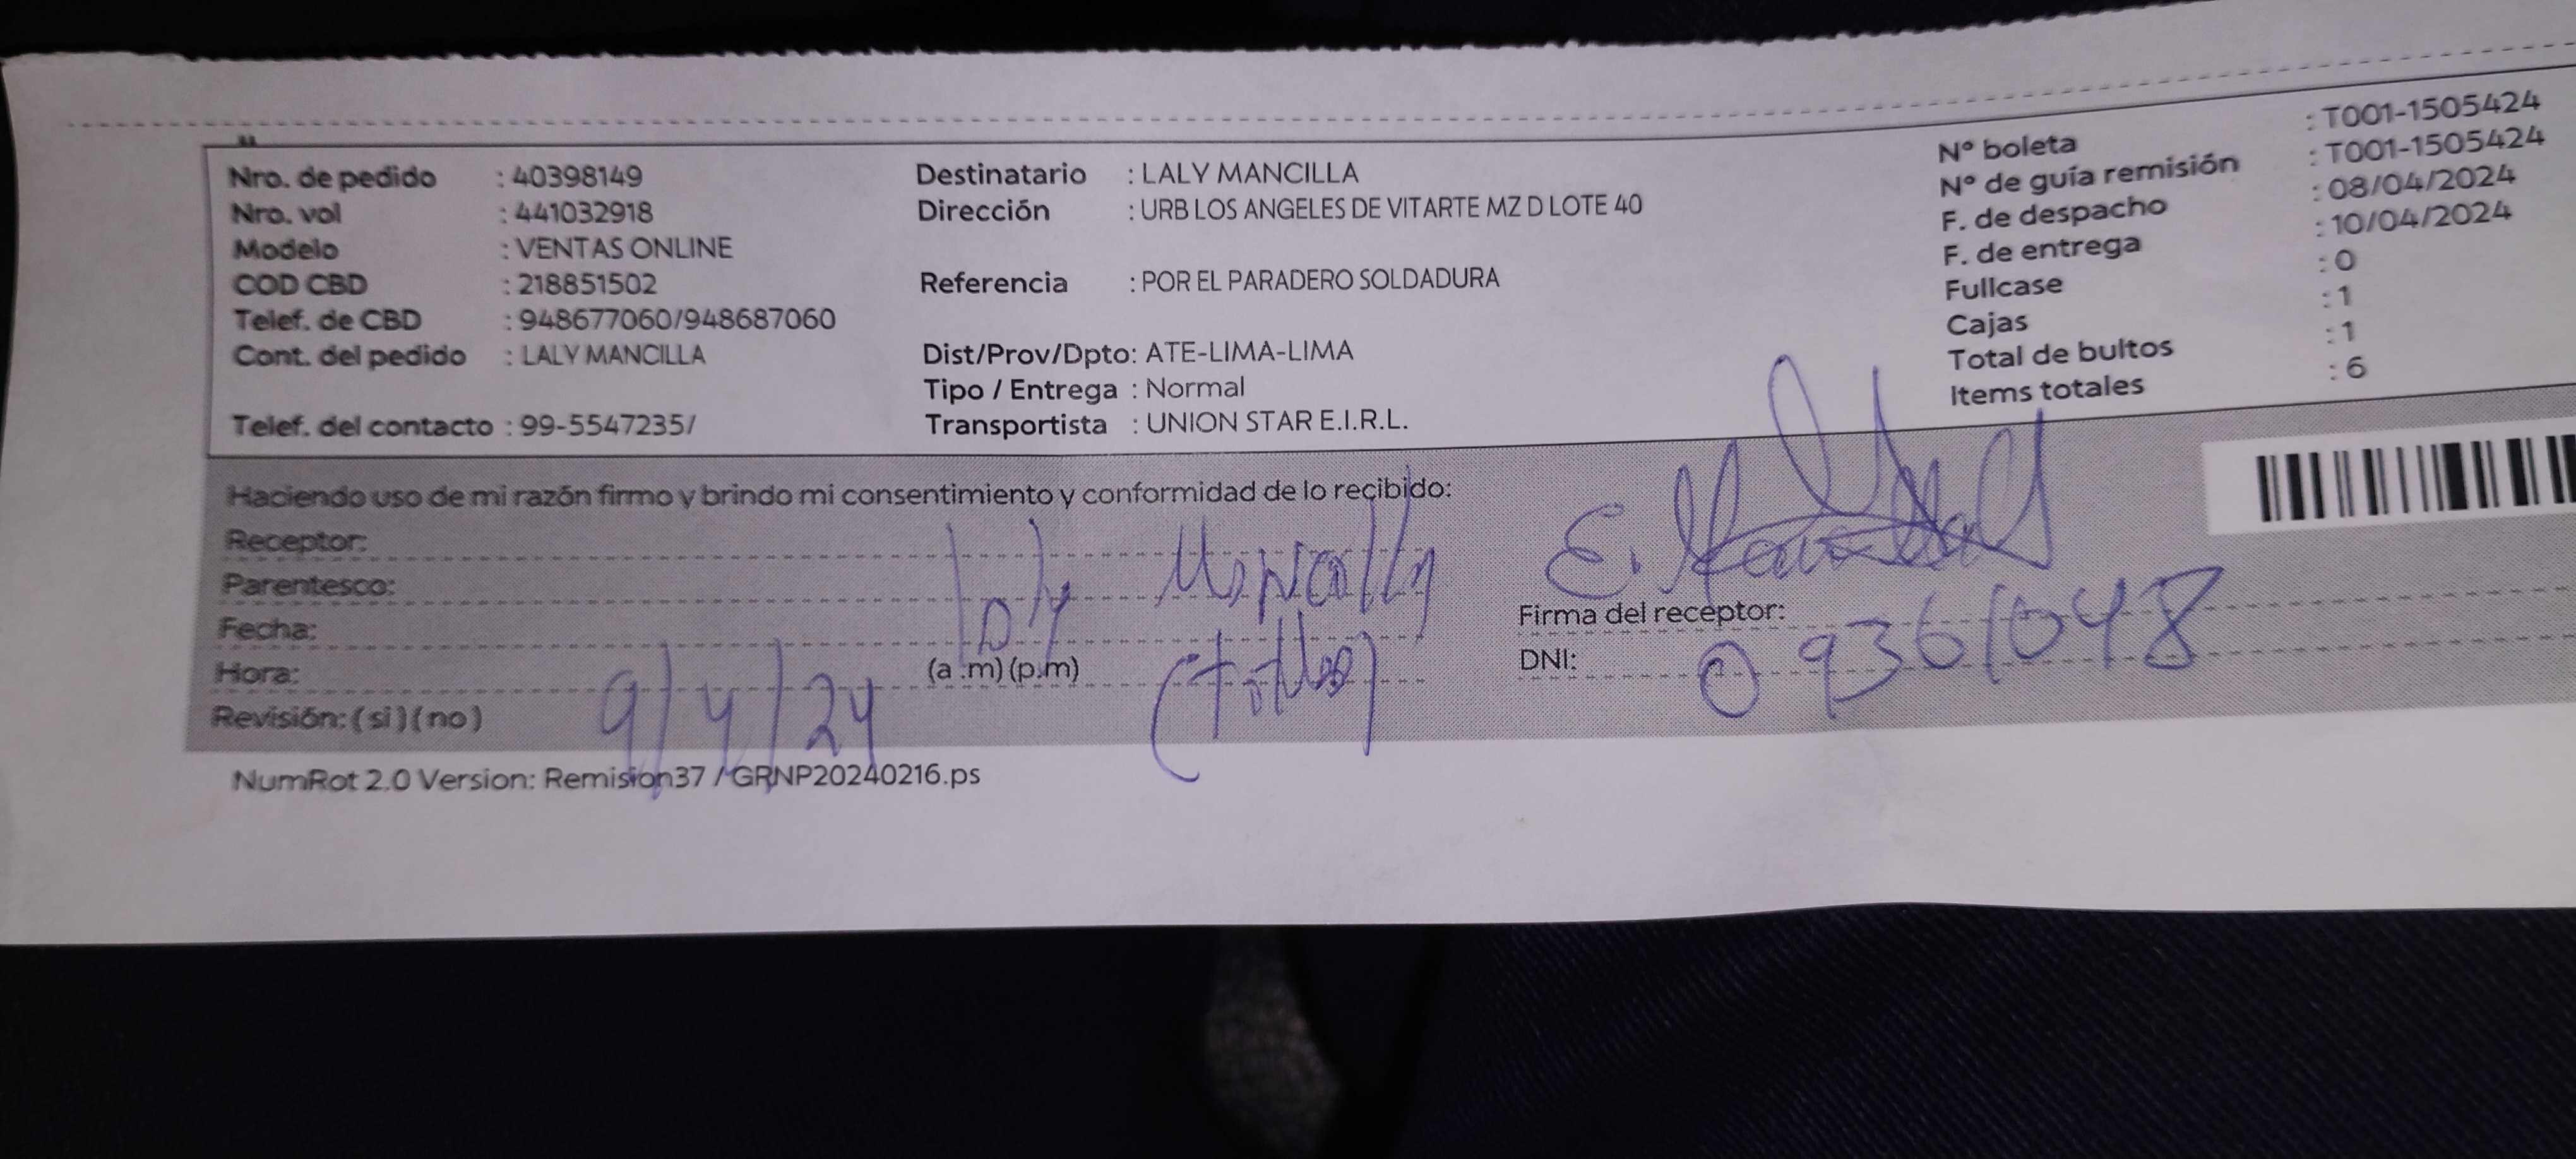 Nro. de pedido : 40398149
Nro. vol : 441032918
Modelo : VENTAS ONLINE
COD CBD : 218851502
Telef. de CBD : 948677060/948687060
Cont. del pedido : LALY MANCILLA
Telef. del contacto : 99-5547235/
Destinatario : LALY MANCILLA
Dirección : URB LOS ANGELES DE VITARTE MZ D LOTE 40
Referencia : POR EL PARADERO SOLDADURA
Dist/Prov/Dpto: ATE-LIMA-LIMA
Tipo / Entrega : Normal
Transportista : UNION STAR E.I.R.L.
N° boleta : T001-1505424
N° de guía remisión : T001-1505424
F. de despacho : 08/04/2024
F. de entrega : 10/04/2024
Fullcase : 0
Cajas : 1
Total de bultos : 1
Items totales : 6
Haciendo uso de mi razón firmo y brindo mi consentimiento y conformidad de lo recibido:
Receptor:
Parentesco:
Fecha:
Hora: (a .m) (p.m)
Revisión: ( si ) ( no )
9/4/24
Firma del receptor:
DNI: 09361048
NumRot 2.0 Version: Remision37 / GRNP20240216.ps